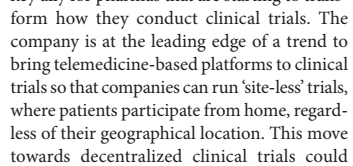 key ally for pharmas that are starting to trans-
form how they conduct clinical trials. The
company is at the leading edge of a trend to
bring telemedicine-based platforms to clinical
trials so that companies can run ‘site-less’ trials,
where patients participate from home, regard-
less of their geographical location. This move
towards decentralized clinical trials could